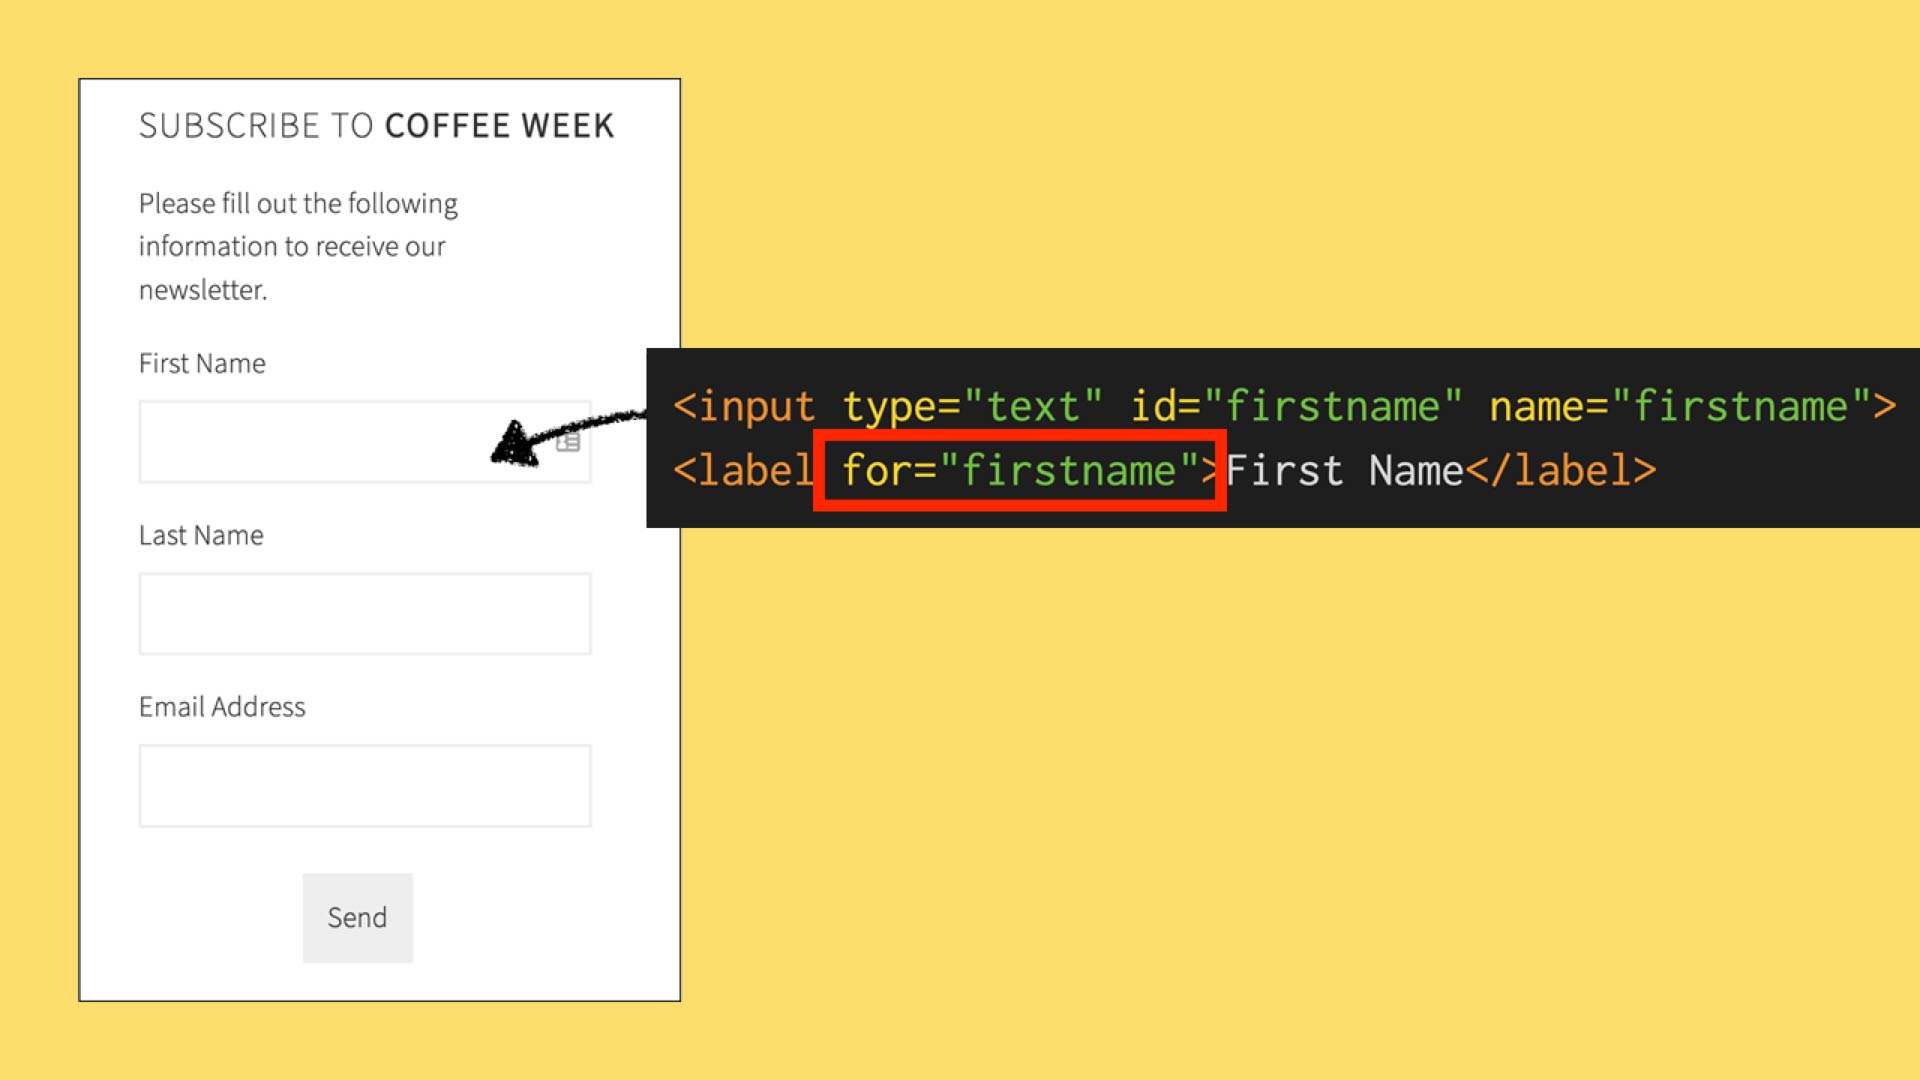 SUBSCRIBE TO COFFEE WEEK
Please fill out the following
information to receive our
newsletter.
First Name
Last Name
Email Address
Send
<input type="text" id="firstname" name="firstname">
<label for="firstname">First Name</label>